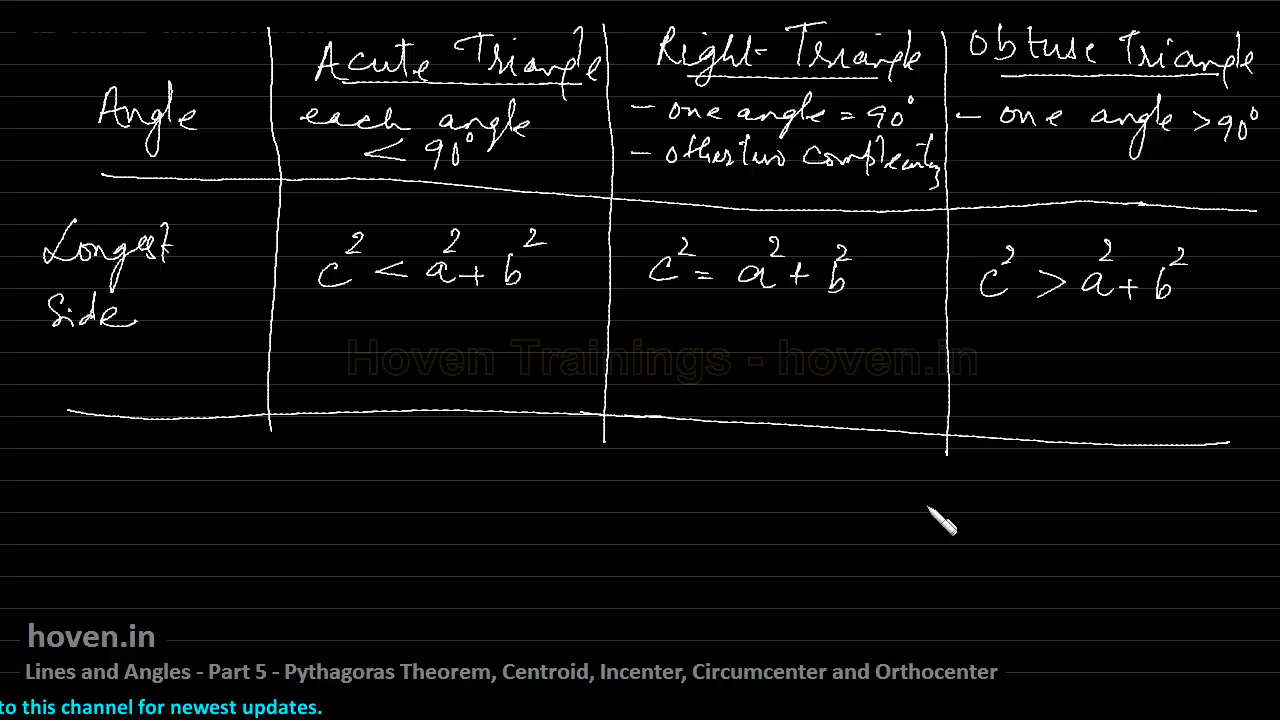 Acute Triangle
Right-Triangle
Obtuse Triangle
Angle
each angle
< 90°
- one angle = 90°
- other two
- one angle > 90°
Longest
Side
c² < a² + b²
c² = a² + b²
c² > a² + b²
Hoven Trainings - hoven.in
hoven.in
Lines and Angles - Part 5 - Pythagoras Theorem, Centroid, Incenter, Circumcenter and Orthocenter
to this channel for newest updates.